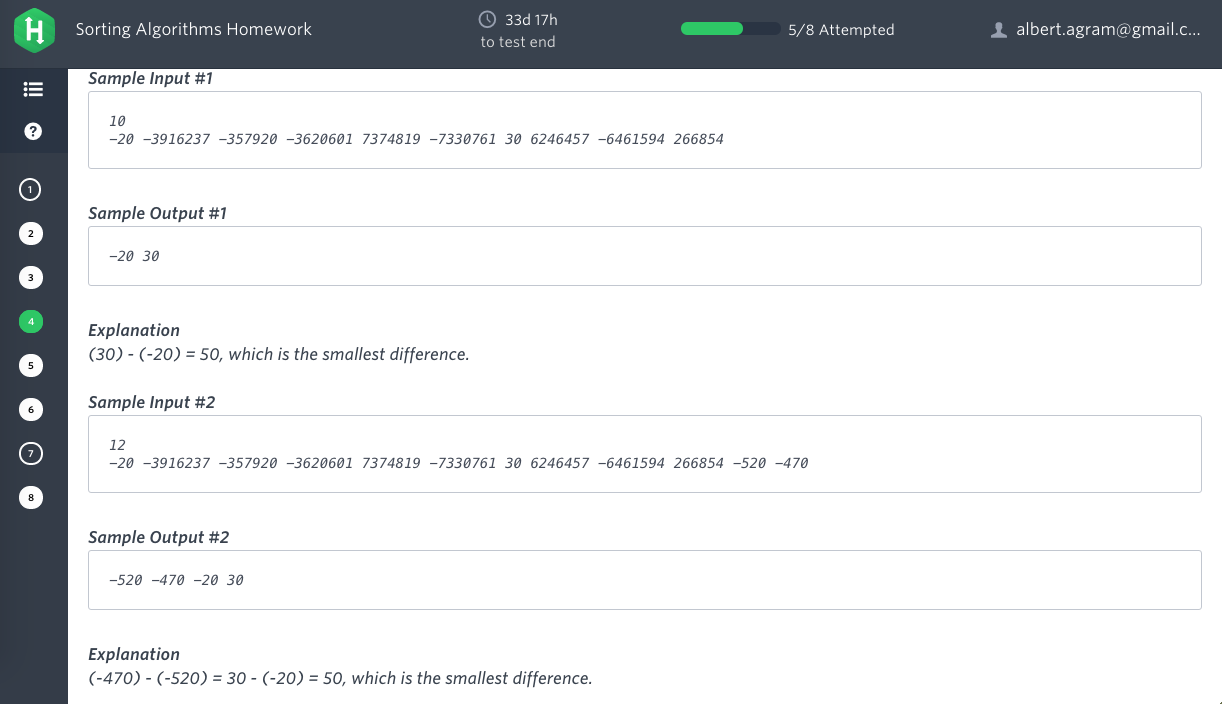 Sorting Algorithms Homework
33d 17h
to test end
5/8 Attempted
albert.agram@gmail.c...
1
2
3
4
5
6
7
8
Sample Input #1
10
−20 −3916237 −357920 −3620601 7374819 −7330761 30 6246457 −6461594 266854
Sample Output #1
−20 30
Explanation
(30) - (-20) = 50, which is the smallest difference.
Sample Input #2
12
−20 −3916237 −357920 −3620601 7374819 −7330761 30 6246457 −6461594 266854 −520 −470
Sample Output #2
−520 −470 −20 30
Explanation
(-470) - (-520) = 30 - (-20) = 50, which is the smallest difference.